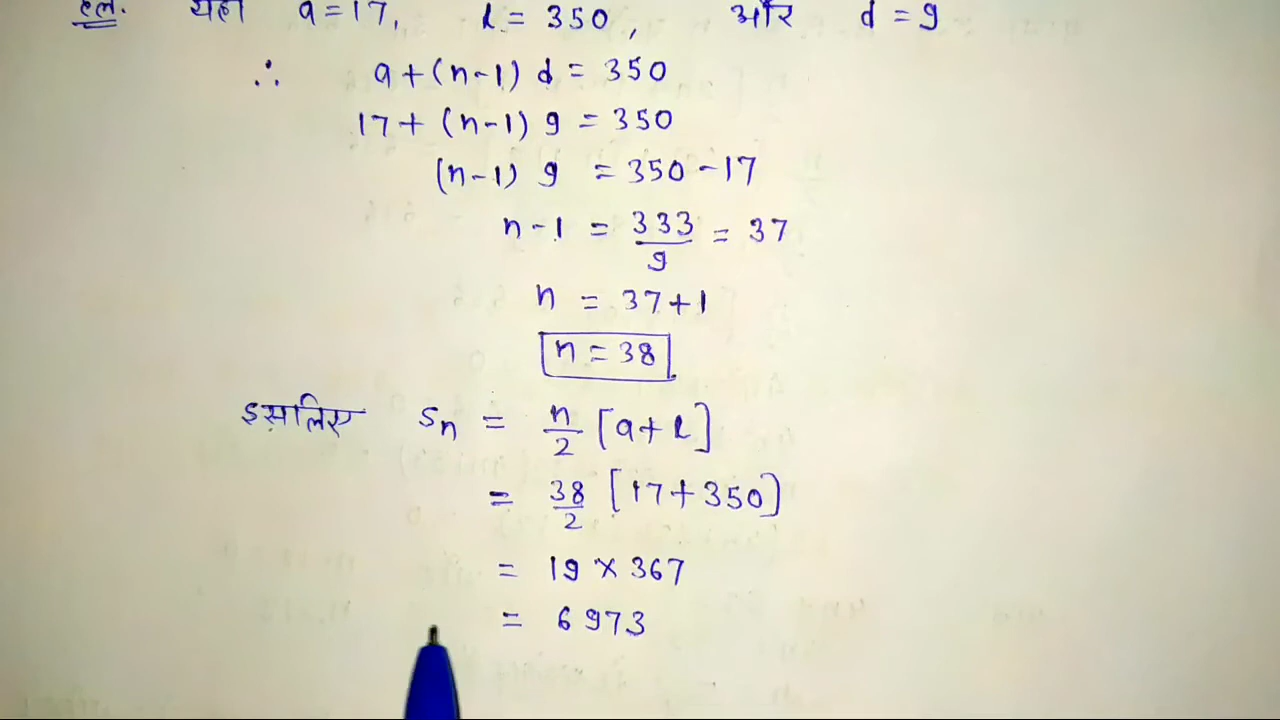 हल. यहाँ a = 17, l = 350, और d = 9
∴ a + (n-1) d = 350
17 + (n-1) 9 = 350
(n-1) 9 = 350 - 17
n - 1 = 333/9 = 37
n = 37 + 1
n = 38
इसलिए Sn = n/2 [a + l]
= 38/2 [17 + 350]
= 19 × 367
= 6973